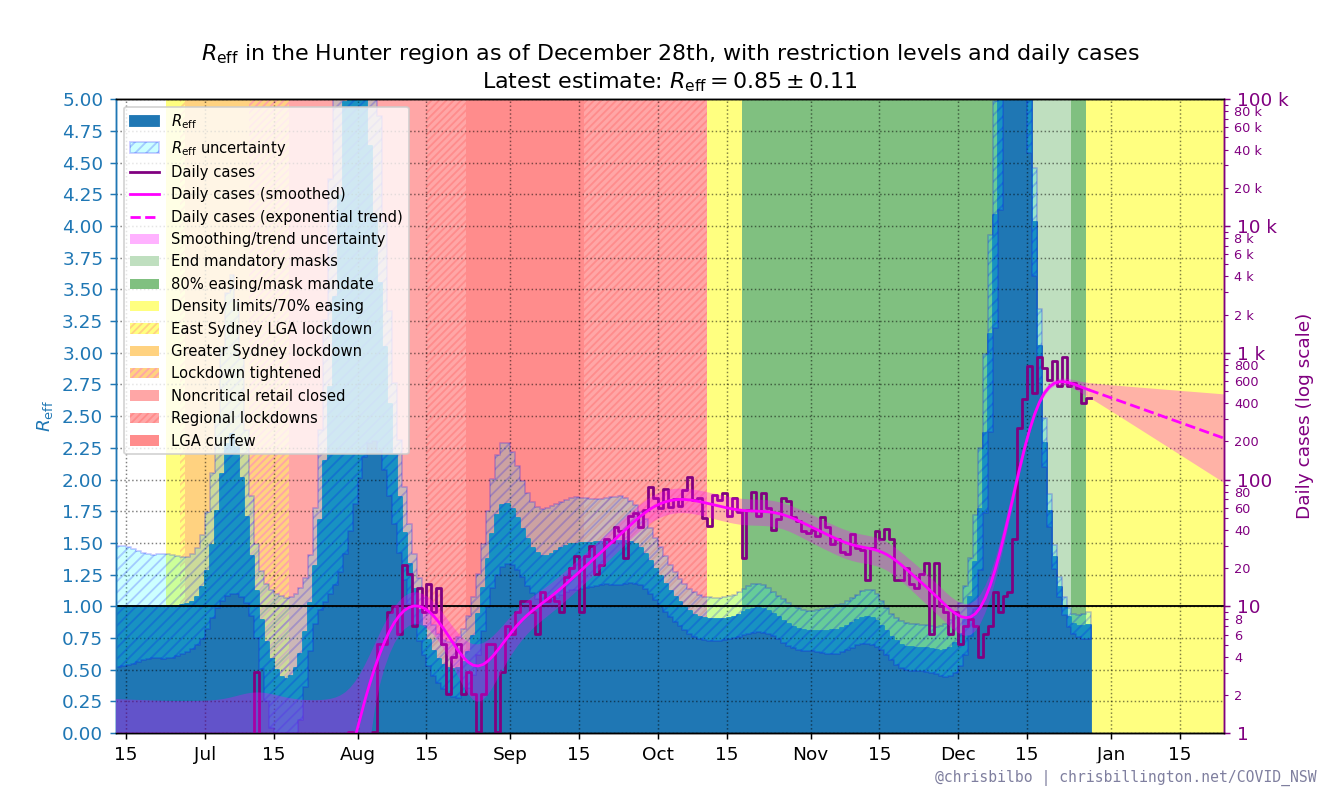 Reff in the Hunter region as of December 28th, with restriction levels and daily cases
Latest estimate: Reff = 0.85 ± 0.11
5.00
4.75
4.50
4.25
4.00
3.75
3.50
3.25
3.00
2.75
2.50
2.25
2.00
1.75
1.50
1.25
1.00
0.75
0.50
0.25
0.00
Reff
Reff
Reff uncertainty
Daily cases
Daily cases (smoothed)
Daily cases (exponential trend)
Smoothing/trend uncertainty
End mandatory masks
80% easing/mask mandate
Density limits/70% easing
East Sydney LGA lockdown
Greater Sydney lockdown
Lockdown tightened
Noncritical retail closed
Regional lockdowns
LGA curfew
100 k
80 k
60 k
40 k
20 k
10 k
8 k
6 k
4 k
2 k
1 k
800
600
400
200
100
80
60
40
20
10
8
6
4
2
1
Daily cases (log scale)
15 Jul 15 Aug 15 Sep 15 Oct 15 Nov 15 Dec 15 Jan 15
@chrisbilbo | chrisbillington.net/COVID_NSW